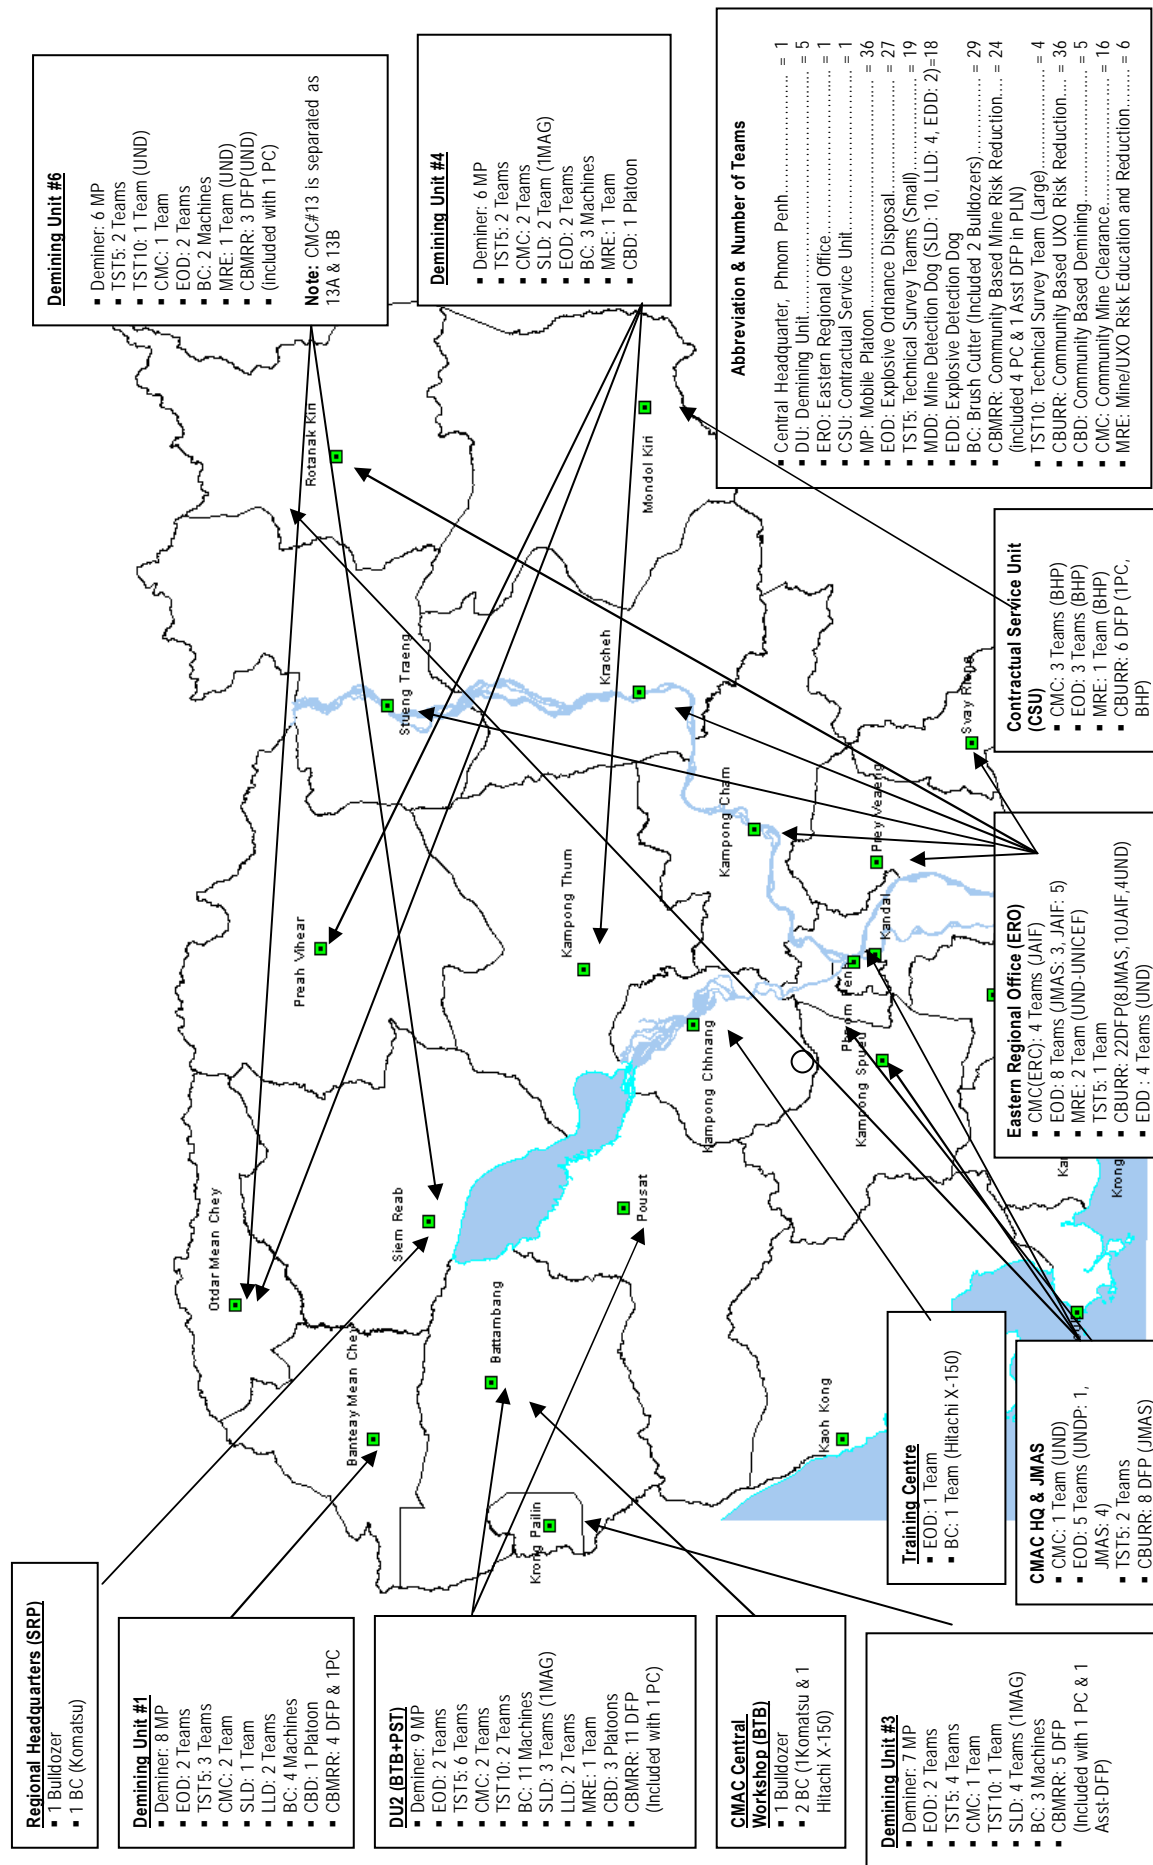 Regional Headquarters (SRP)
▪ 1 Bulldozer
▪ 1 BC (Komatsu)
Demining Unit #1
▪ Deminer: 8 MP
▪ EOD: 2 Teams
▪ TST5: 3 Teams
▪ CMC: 2 Team
▪ SLD: 1 Team
▪ LLD: 2 Teams
▪ BC: 4 Machines
▪ CBD: 1 Platoon
▪ CBMRR: 4 DFP & 1PC
DU2 (BTB+PST)
▪ Deminer: 9 MP
▪ EOD: 2 Teams
▪ TST5: 6 Teams
▪ CMC: 2 Teams
▪ TST10: 2 Teams
▪ BC: 11 Machines
▪ SLD: 3 Teams (1MAG)
▪ LLD: 2 Teams
▪ MRE: 1 Team
▪ CBD: 3 Platoons
▪ CBMRR: 11 DFP
(Included with 1 PC)
CMAC Central
Workshop (BTB)
▪ 1 Bulldozer
▪ 2 BC (1Komatsu & 1
Hitachi X-150)
Demining Unit #3
▪ Deminer: 7 MP
▪ EOD: 2 Teams
▪ TST5: 4 Teams
▪ CMC: 1 Team
▪ TST10: 1 Team
▪ SLD: 4 Teams (1MAG)
▪ BC: 3 Machines
▪ CBMRR: 5 DFP
(Included with 1 PC & 1
Asst-DFP)
Training Centre
▪ EOD: 1 Team
▪ BC: 1 Team (Hitachi X-150)
CMAC HQ & JMAS
▪ CMC: 1 Team (UND)
▪ EOD: 5 Teams (UNDP: 1,
JMAS: 4)
▪ TST5: 2 Teams
▪ CBURR: 8 DFP (JMAS)
Otdar Mean Chey
Banteay Mean Chey
Siem Reab
Battambang
Krong Pailin
Pousat
Kaoh Kong
Preah Vihear
Kampong Thum
Kampong Chhnang
Kampong Spueu
Phnom Penh
Kandal
Kampong Cham
Prey Veaeng
Svay Rieng
Stueng Traeng
Kracheh
Rotanak Kiri
Mondol Kiri
Krong
Demining Unit #6
▪ Deminer: 6 MP
▪ TST5: 2 Teams
▪ TST10: 1 Team (UND)
▪ CMC: 1 Team
▪ EOD: 2 Teams
▪ BC: 2 Machines
▪ MRE: 1 Team (UND)
▪ CBMRR: 3 DFP(UND)
▪ (included with 1 PC)
Note: CMC#13 is separated as
13A & 13B
Demining Unit #4
▪ Deminer: 6 MP
▪ TST5: 2 Teams
▪ CMC: 2 Teams
▪ SLD: 2 Team (1MAG)
▪ EOD: 2 Teams
▪ BC: 3 Machines
▪ MRE: 1 Team
▪ CBD: 1 Platoon
Eastern Regional Office (ERO)
▪ CMC(ERC): 4 Teams (JAIF)
▪ EOD: 8 Teams (JMAS: 3, JAIF: 5)
▪ MRE: 2 Team (UND-UNICEF)
▪ TST5: 1 Team
▪ CBURR: 22DFP(8JMAS,10JAIF,4UND)
▪ EDD : 4 Teams (UND)
Contractual Service Unit
(CSU)
▪ CMC: 3 Teams (BHP)
▪ EOD: 3 Teams (BHP)
▪ MRE: 1 Team (BHP)
▪ CBURR: 6 DFP (1PC,
BHP)
Abbreviation & Number of Teams
▪ Central Headquarter, Phnom Penh..................... = 1
▪ DU: Demining Unit........................................ = 5
▪ ERO: Eastern Regional Office............................ = 1
▪ CSU: Contractual Service Unit........................... = 1
▪ MP: Mobile Platoon....................................... = 36
▪ EOD: Explosive Ordnance Disposal..................... = 27
▪ TST5: Technical Survey Teams (Small)................. = 19
▪ MDD: Mine Detection Dog (SLD: 10, LLD: 4, EDD: 2)=18
▪ EDD: Explosive Detection Dog
▪ BC: Brush Cutter (Included 2 Bulldozers)............. = 29
▪ CBMRR: Community Based Mine Risk Reduction.... = 24
(included 4 PC & 1 Asst DFP in PLN)
▪ TST10: Technical Survey Team (Large)................. = 4
▪ CBURR: Community Based UXO Risk Reduction.... = 36
▪ CBD: Community Based Demining...................... = 5
▪ CMC: Community Mine Clearance...................... = 16
▪ MRE: Mine/UXO Risk Education and Reduction...... = 6